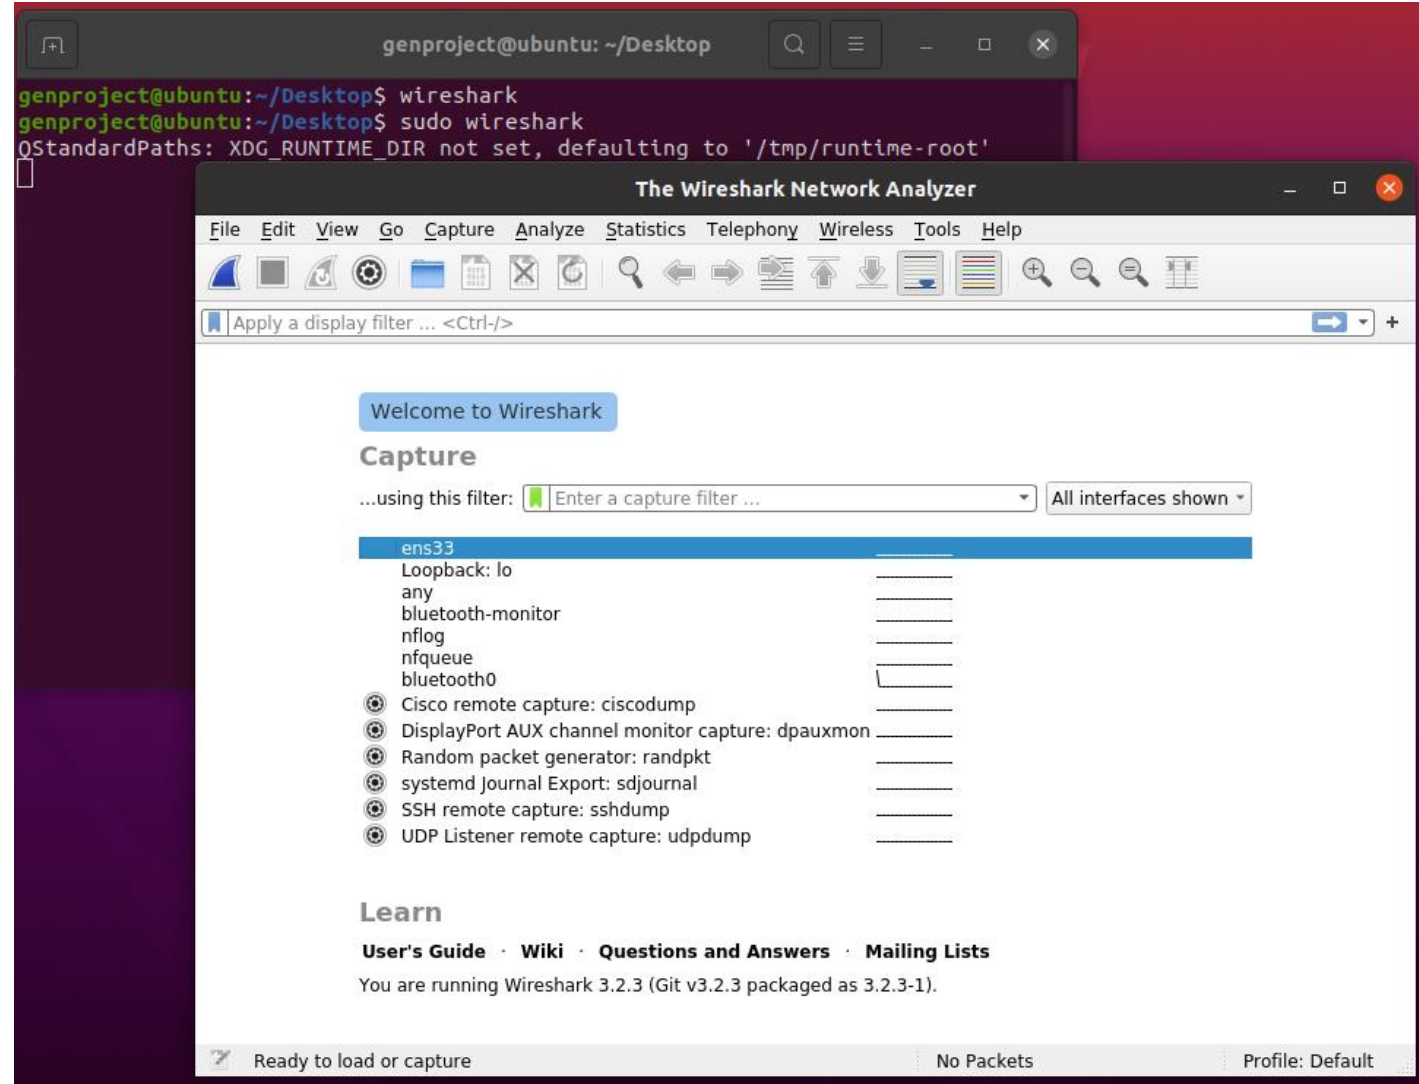 genproject@ubuntu: ~/Desktop
genproject@ubuntu:~/Desktop$ wireshark
genproject@ubuntu:~/Desktop$ sudo wireshark
QStandardPaths: XDG_RUNTIME_DIR not set, defaulting to '/tmp/runtime-root'
The Wireshark Network Analyzer
File Edit View Go Capture Analyze Statistics Telephony Wireless Tools Help
Apply a display filter ... <Ctrl-/>
Welcome to Wireshark
Capture
...using this filter: Enter a capture filter ... All interfaces shown
ens33
Loopback: lo
any
bluetooth-monitor
nflog
nfqueue
bluetooth0
Cisco remote capture: ciscodump
DisplayPort AUX channel monitor capture: dpauxmon
Random packet generator: randpkt
systemd Journal Export: sdjournal
SSH remote capture: sshdump
UDP Listener remote capture: udpdump
Learn
User's Guide · Wiki · Questions and Answers · Mailing Lists
You are running Wireshark 3.2.3 (Git v3.2.3 packaged as 3.2.3-1).
Ready to load or capture No Packets Profile: Default